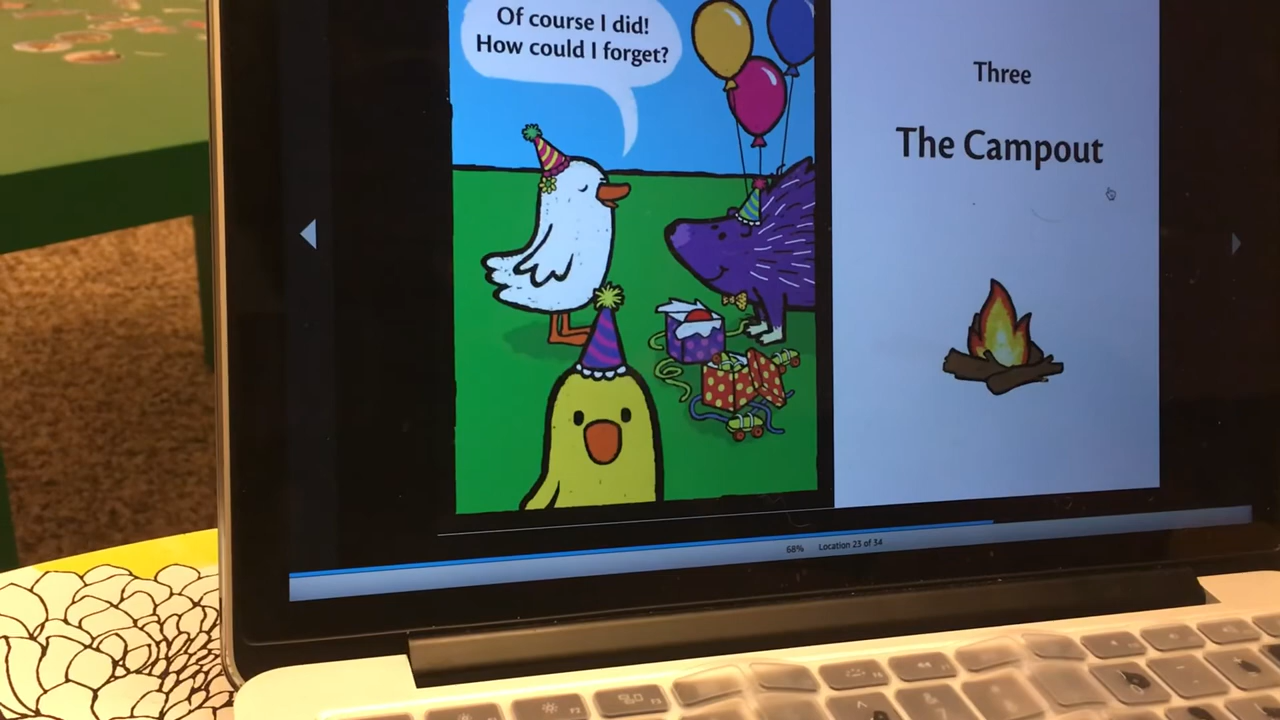 Of course I did!
How could I forget?
Three
The Campout
68% Location 23 of 34